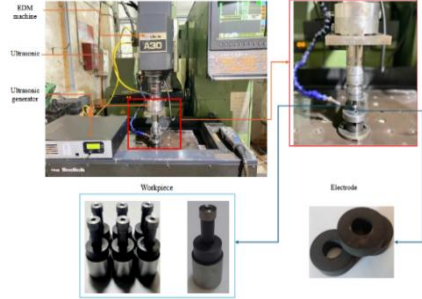 EDM
machine
A30
Ultrasonic
Ultrasonic
generator
Workpiece
Electrode